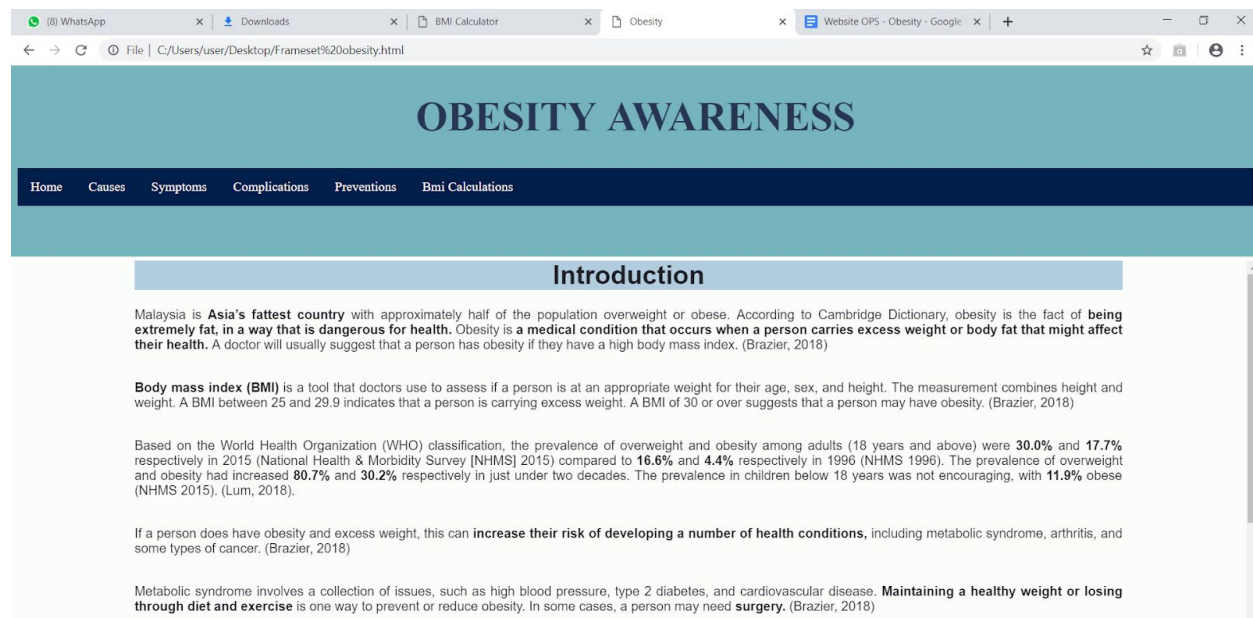 (8) WhatsApp
Downloads
BMI Calculator
Obesity
Website OPS - Obesity - Google
File | C:/Users/user/Desktop/Frameset%20obesity.html
OBESITY AWARENESS
Home Causes Symptoms Complications Preventions Bmi Calculations
Introduction
Malaysia is Asia’s fattest country with approximately half of the population overweight or obese. According to Cambridge Dictionary, obesity is the fact of being
extremely fat, in a way that is dangerous for health. Obesity is a medical condition that occurs when a person carries excess weight or body fat that might affect
their health. A doctor will usually suggest that a person has obesity if they have a high body mass index. (Brazier, 2018)
Body mass index (BMI) is a tool that doctors use to assess if a person is at an appropriate weight for their age, sex, and height. The measurement combines height and
weight. A BMI between 25 and 29.9 indicates that a person is carrying excess weight. A BMI of 30 or over suggests that a person may have obesity. (Brazier, 2018)
Based on the World Health Organization (WHO) classification, the prevalence of overweight and obesity among adults (18 years and above) were 30.0% and 17.7%
respectively in 2015 (National Health & Morbidity Survey [NHMS] 2015) compared to 16.6% and 4.4% respectively in 1996 (NHMS 1996). The prevalence of overweight
and obesity had increased 80.7% and 30.2% respectively in just under two decades. The prevalence in children below 18 years was not encouraging, with 11.9% obese
(NHMS 2015). (Lum, 2018).
If a person does have obesity and excess weight, this can increase their risk of developing a number of health conditions, including metabolic syndrome, arthritis, and
some types of cancer. (Brazier, 2018)
Metabolic syndrome involves a collection of issues, such as high blood pressure, type 2 diabetes, and cardiovascular disease. Maintaining a healthy weight or losing
through diet and exercise is one way to prevent or reduce obesity. In some cases, a person may need surgery. (Brazier, 2018)